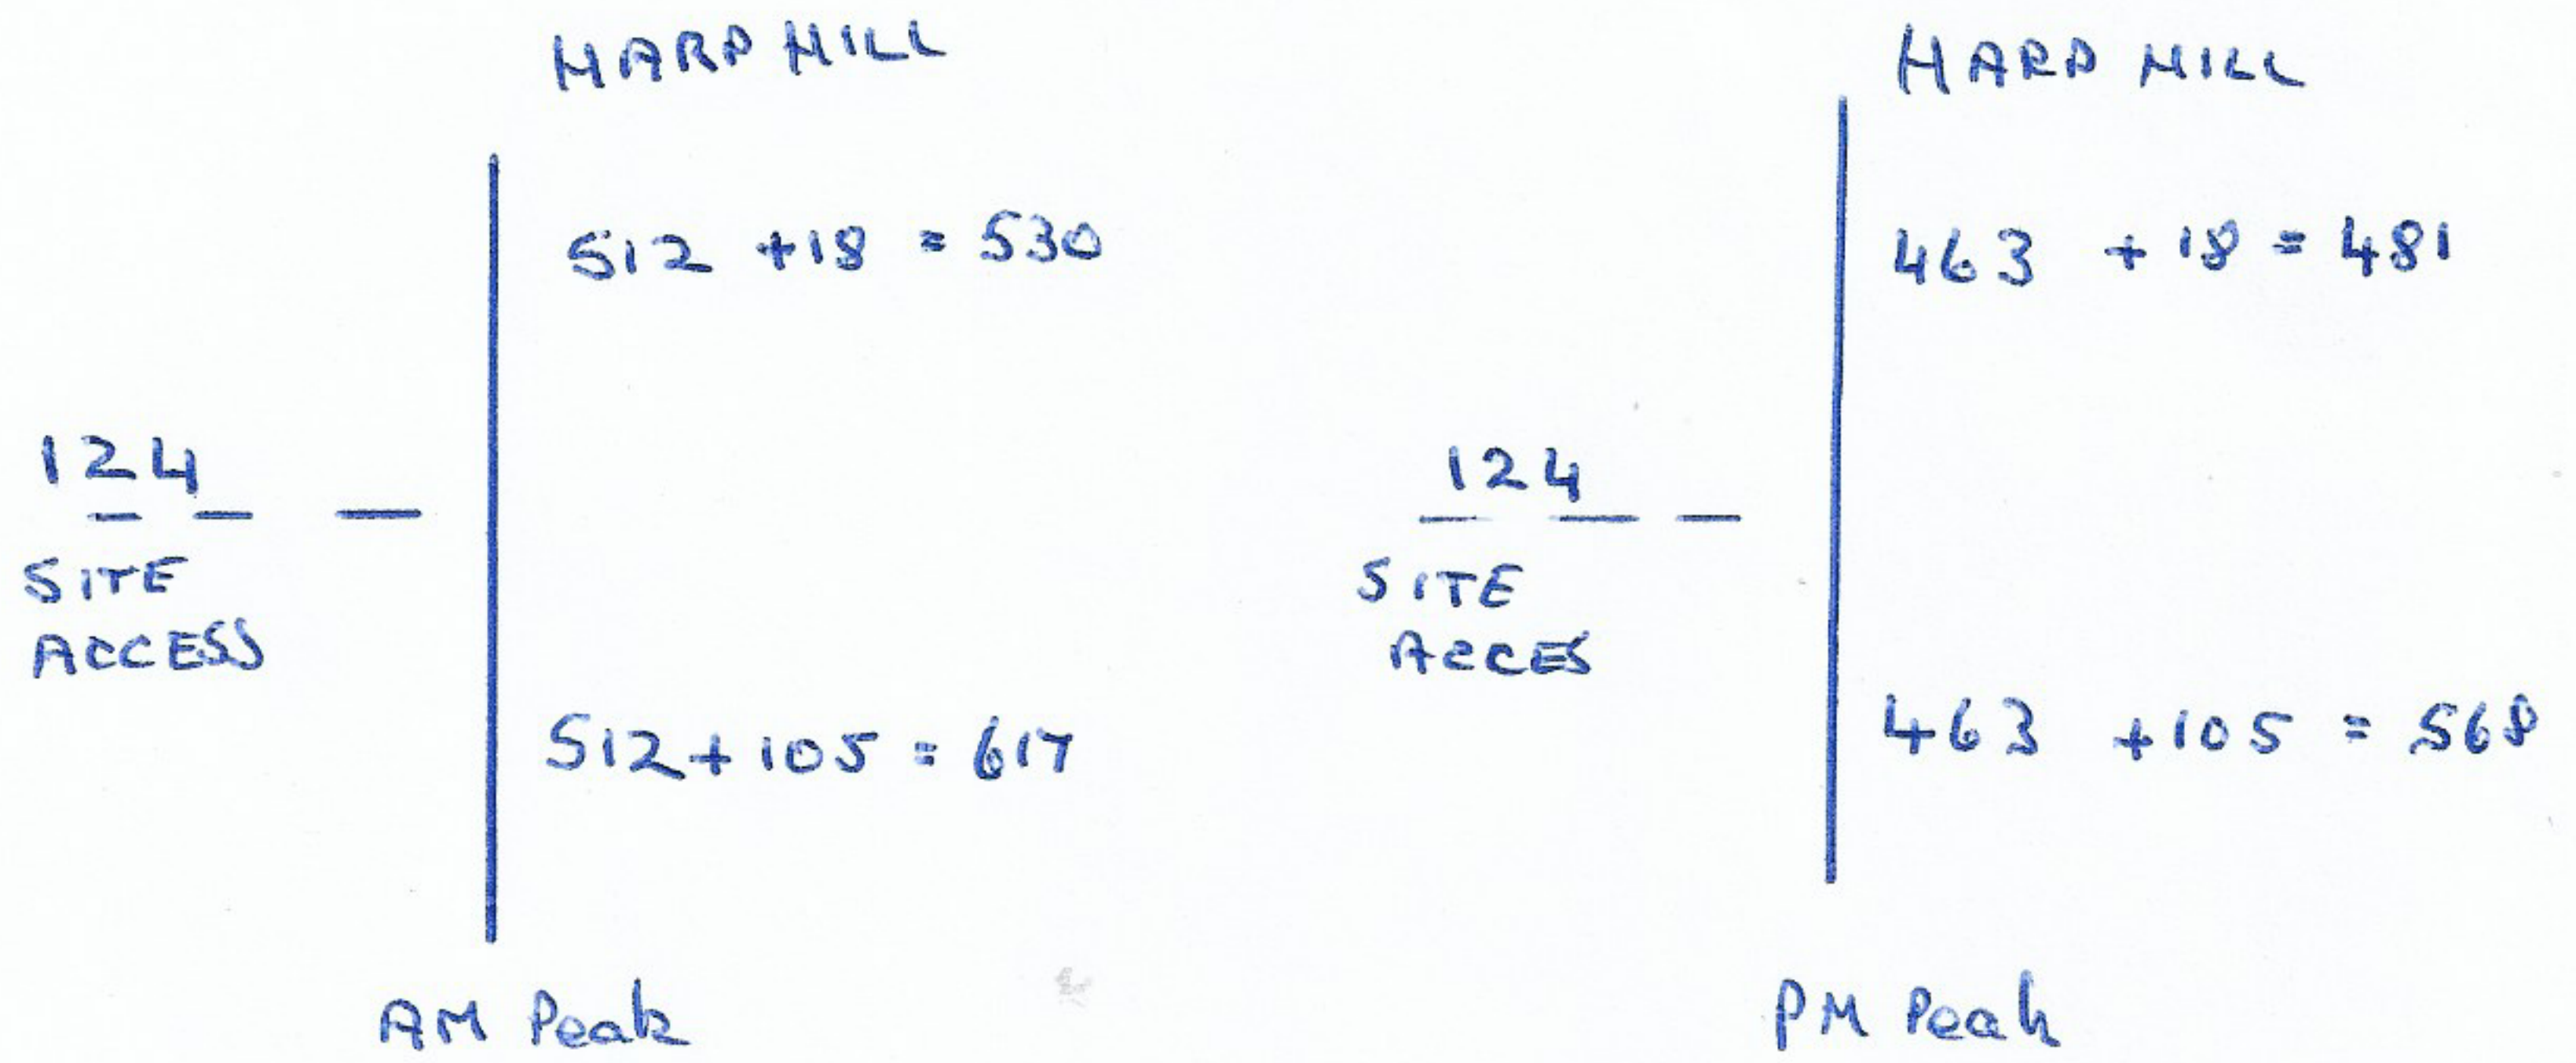 HARP HILL
512 +18 = 530
124
SITE
ACCESS
512 + 105 = 617
AM Peak
HARP HILL
463 + 18 = 481
124
SITE
ACCES
463 +105 = 568
PM Peak